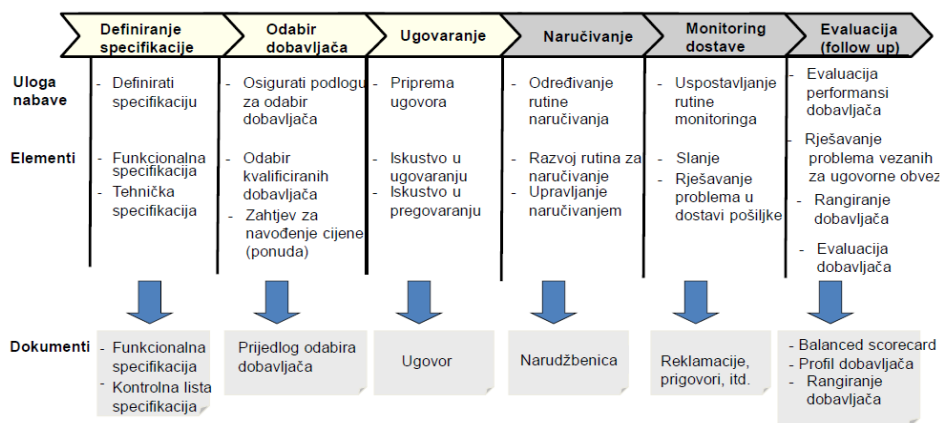 Definiranje
specifikacije
Odabir
dobavljača
Ugovaranje
Naručivanje
Monitoring
dostave
Evaluacija
(follow up)
Uloga
nabave
- Definirati
specifikaciju
- Osigurati podlogu
za odabir
dobavljača
- Priprema
ugovora
- Određivanje
rutine
naručivanja
- Uspostavljanje
rutine
monitoringa
- Evaluacija
performansi
dobavljača
Elementi
- Funkcionalna
specifikacija
- Tehnička
specifikacija
- Odabir
kvalificiranih
dobavljača
- Zahtjev za
navođenje cijene
(ponuda)
- Iskustvo u
ugovaranju
- Iskustvo u
pregovaranju
- Razvoj rutina za
naručivanje
- Upravljanje
naručivanjem
- Slanje
- Rješavanje
problema u
dostavi pošiljke
- Rješavanje
problema vezanih
za ugovorne obvez
- Rangiranje
dobavljača
- Evaluacija
dobavljača
Dokumenti
- Funkcionalna
specifikacija
- Kontrolna lista
specifikacija
Prijedlog odabira
dobavljača
Ugovor
Narudžbenica
Reklamacije,
prigovori, itd.
- Balanced scorecard
- Profil dobavljača
- Rangiranje
dobavljača